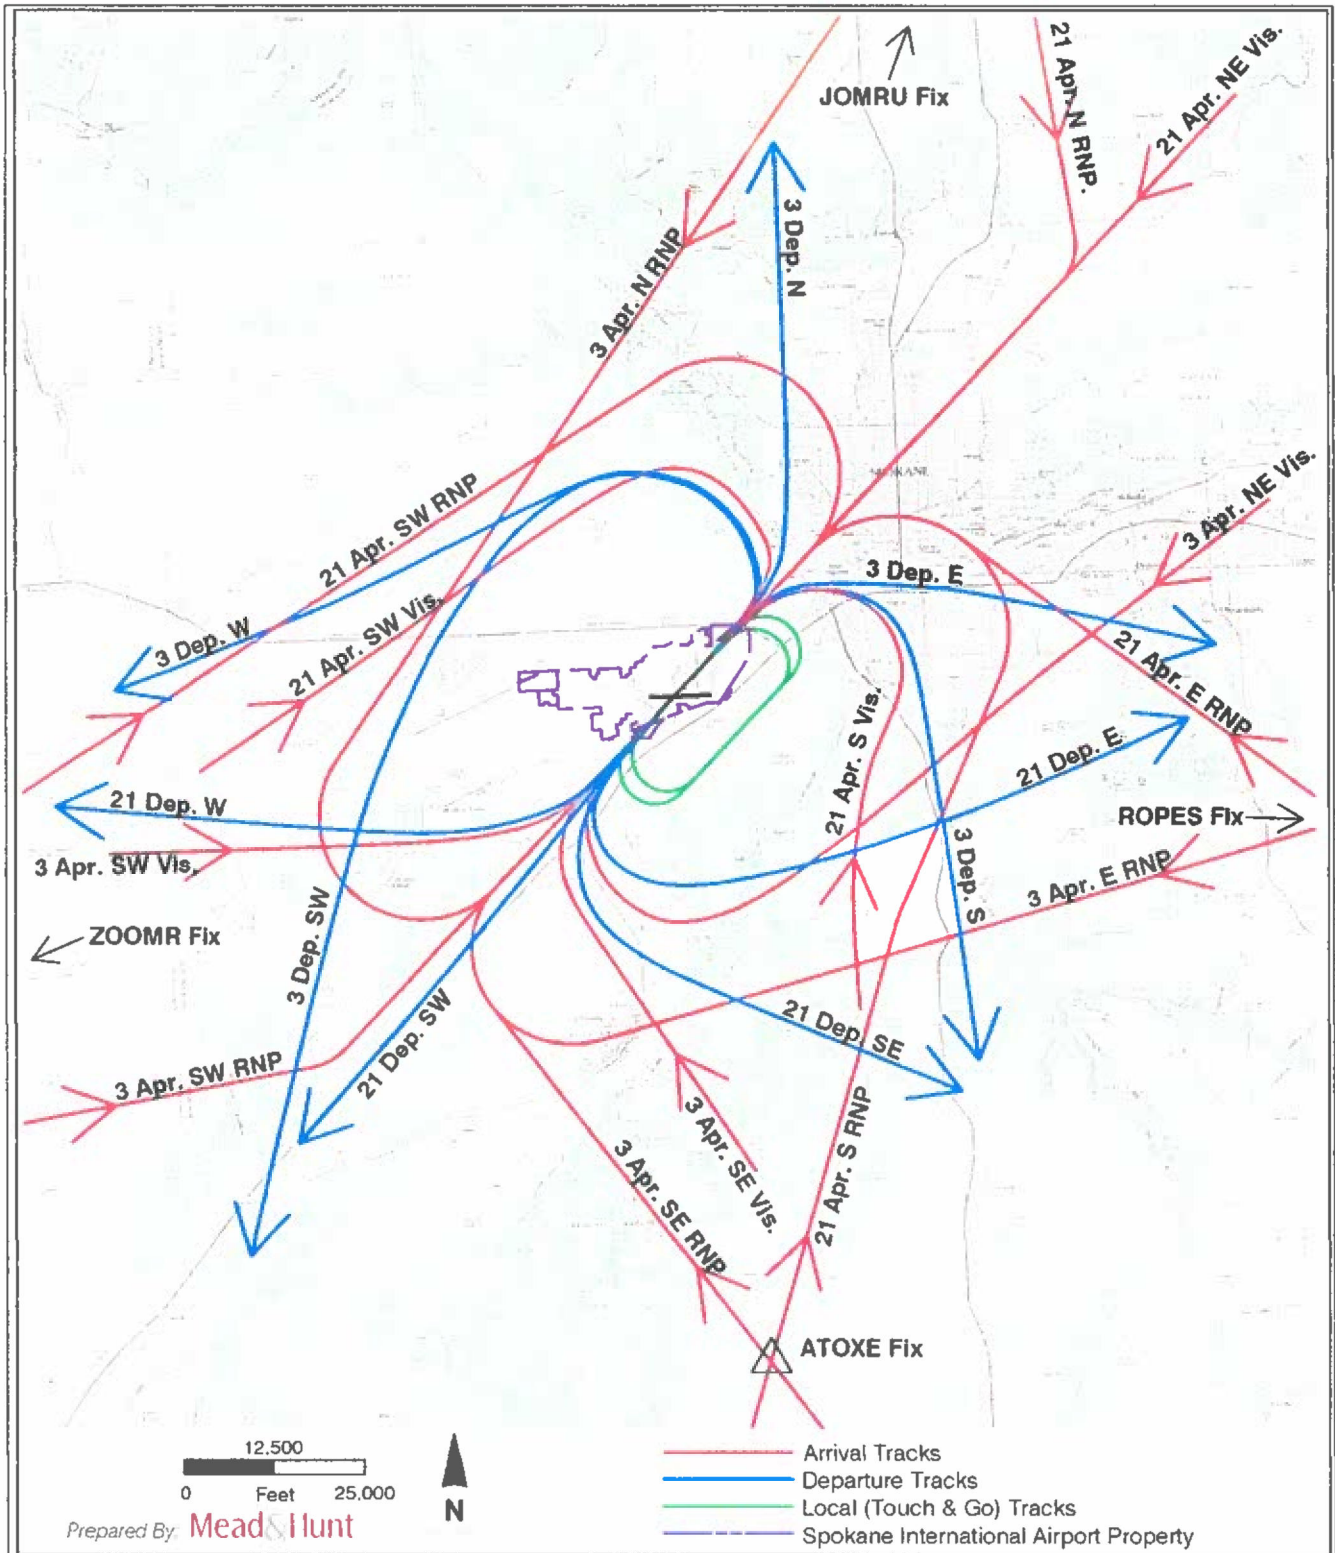 JOMRU Fix
21 Apr. N RNP.
21 Apr. NE Vis.
3 Dep. N
3 Apr. N RNP
SPOKANE
3 Apr. NE Vis.
21 Apr. SW RNP
3 Dep. E
3 Dep. W
21 Apr. SW Vis.
21 Apr. E RNP
21 Apr. S Vis.
21 Dep. E
21 Dep. W
ROPES Fix
3 Apr. SW Vis.
3 Dep. S
3 Apr. E RNP
ZOOMR Fix
3 Dep. SW
21 Dep. SW
21 Dep. SE
3 Apr. SW RNP
3 Apr. SE Vis.
21 Apr. S RNP
3 Apr. SE RNP
ATOXE Fix
12,500
0 Feet 25,000
N
Prepared By: Mead&Hunt
Arrival Tracks
Departure Tracks
Local (Touch & Go) Tracks
Spokane International Airport Property